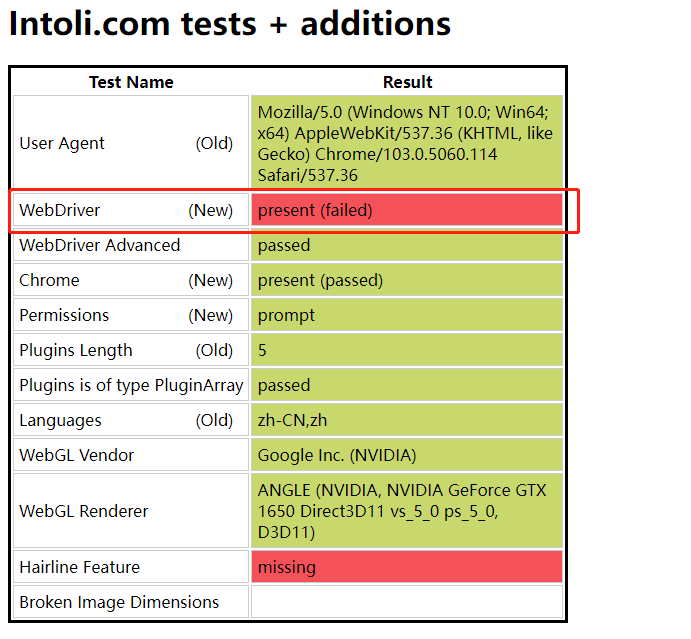 Intoli.com tests + additions
Test Name Result
User Agent (Old) Mozilla/5.0 (Windows NT 10.0; Win64;
x64) AppleWebKit/537.36 (KHTML, like
Gecko) Chrome/103.0.5060.114
Safari/537.36
WebDriver (New) present (failed)
WebDriver Advanced passed
Chrome (New) present (passed)
Permissions (New) prompt
Plugins Length (Old) 5
Plugins is of type PluginArray passed
Languages (Old) zh-CN,zh
WebGL Vendor Google Inc. (NVIDIA)
WebGL Renderer ANGLE (NVIDIA, NVIDIA GeForce GTX
1650 Direct3D11 vs_5_0 ps_5_0,
D3D11)
Hairline Feature missing
Broken Image Dimensions